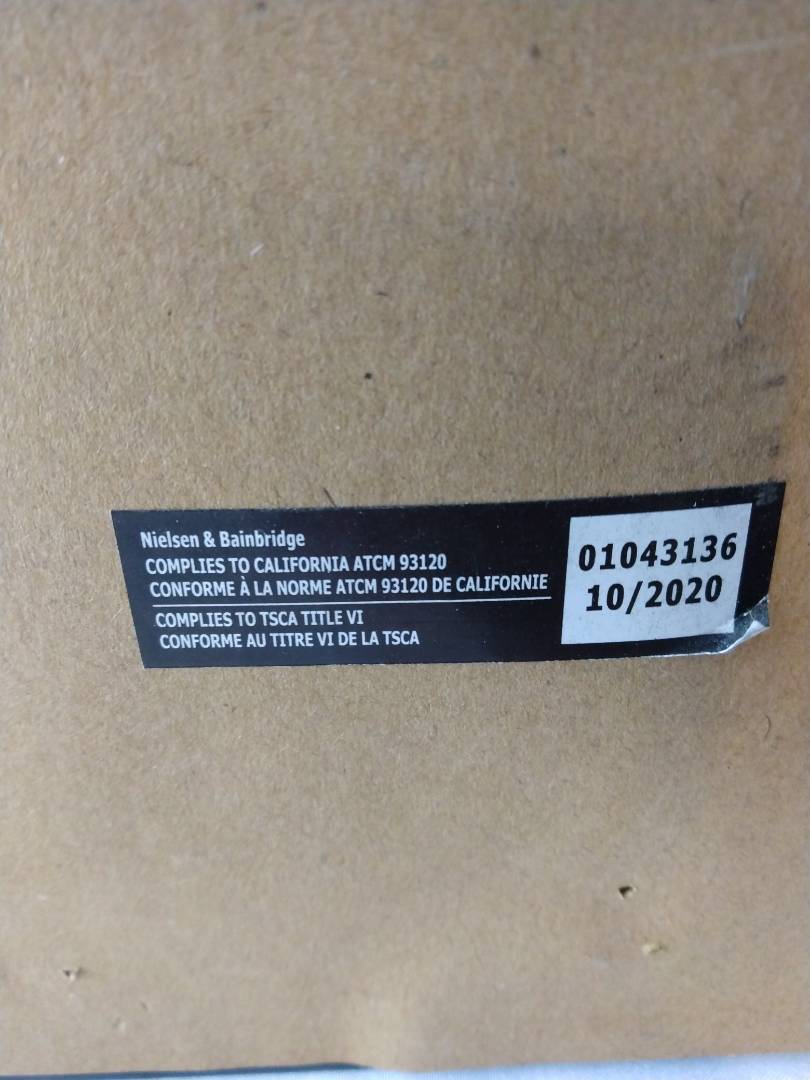 Nielsen & Bainbridge
COMPLIES TO CALIFORNIA ATCM 93120
CONFORME À LA NORME ATCM 93120 DE CALIFORNIE
COMPLIES TO TSCA TITLE VI
CONFORME AU TITRE VI DE LA TSCA
01043136
10/2020